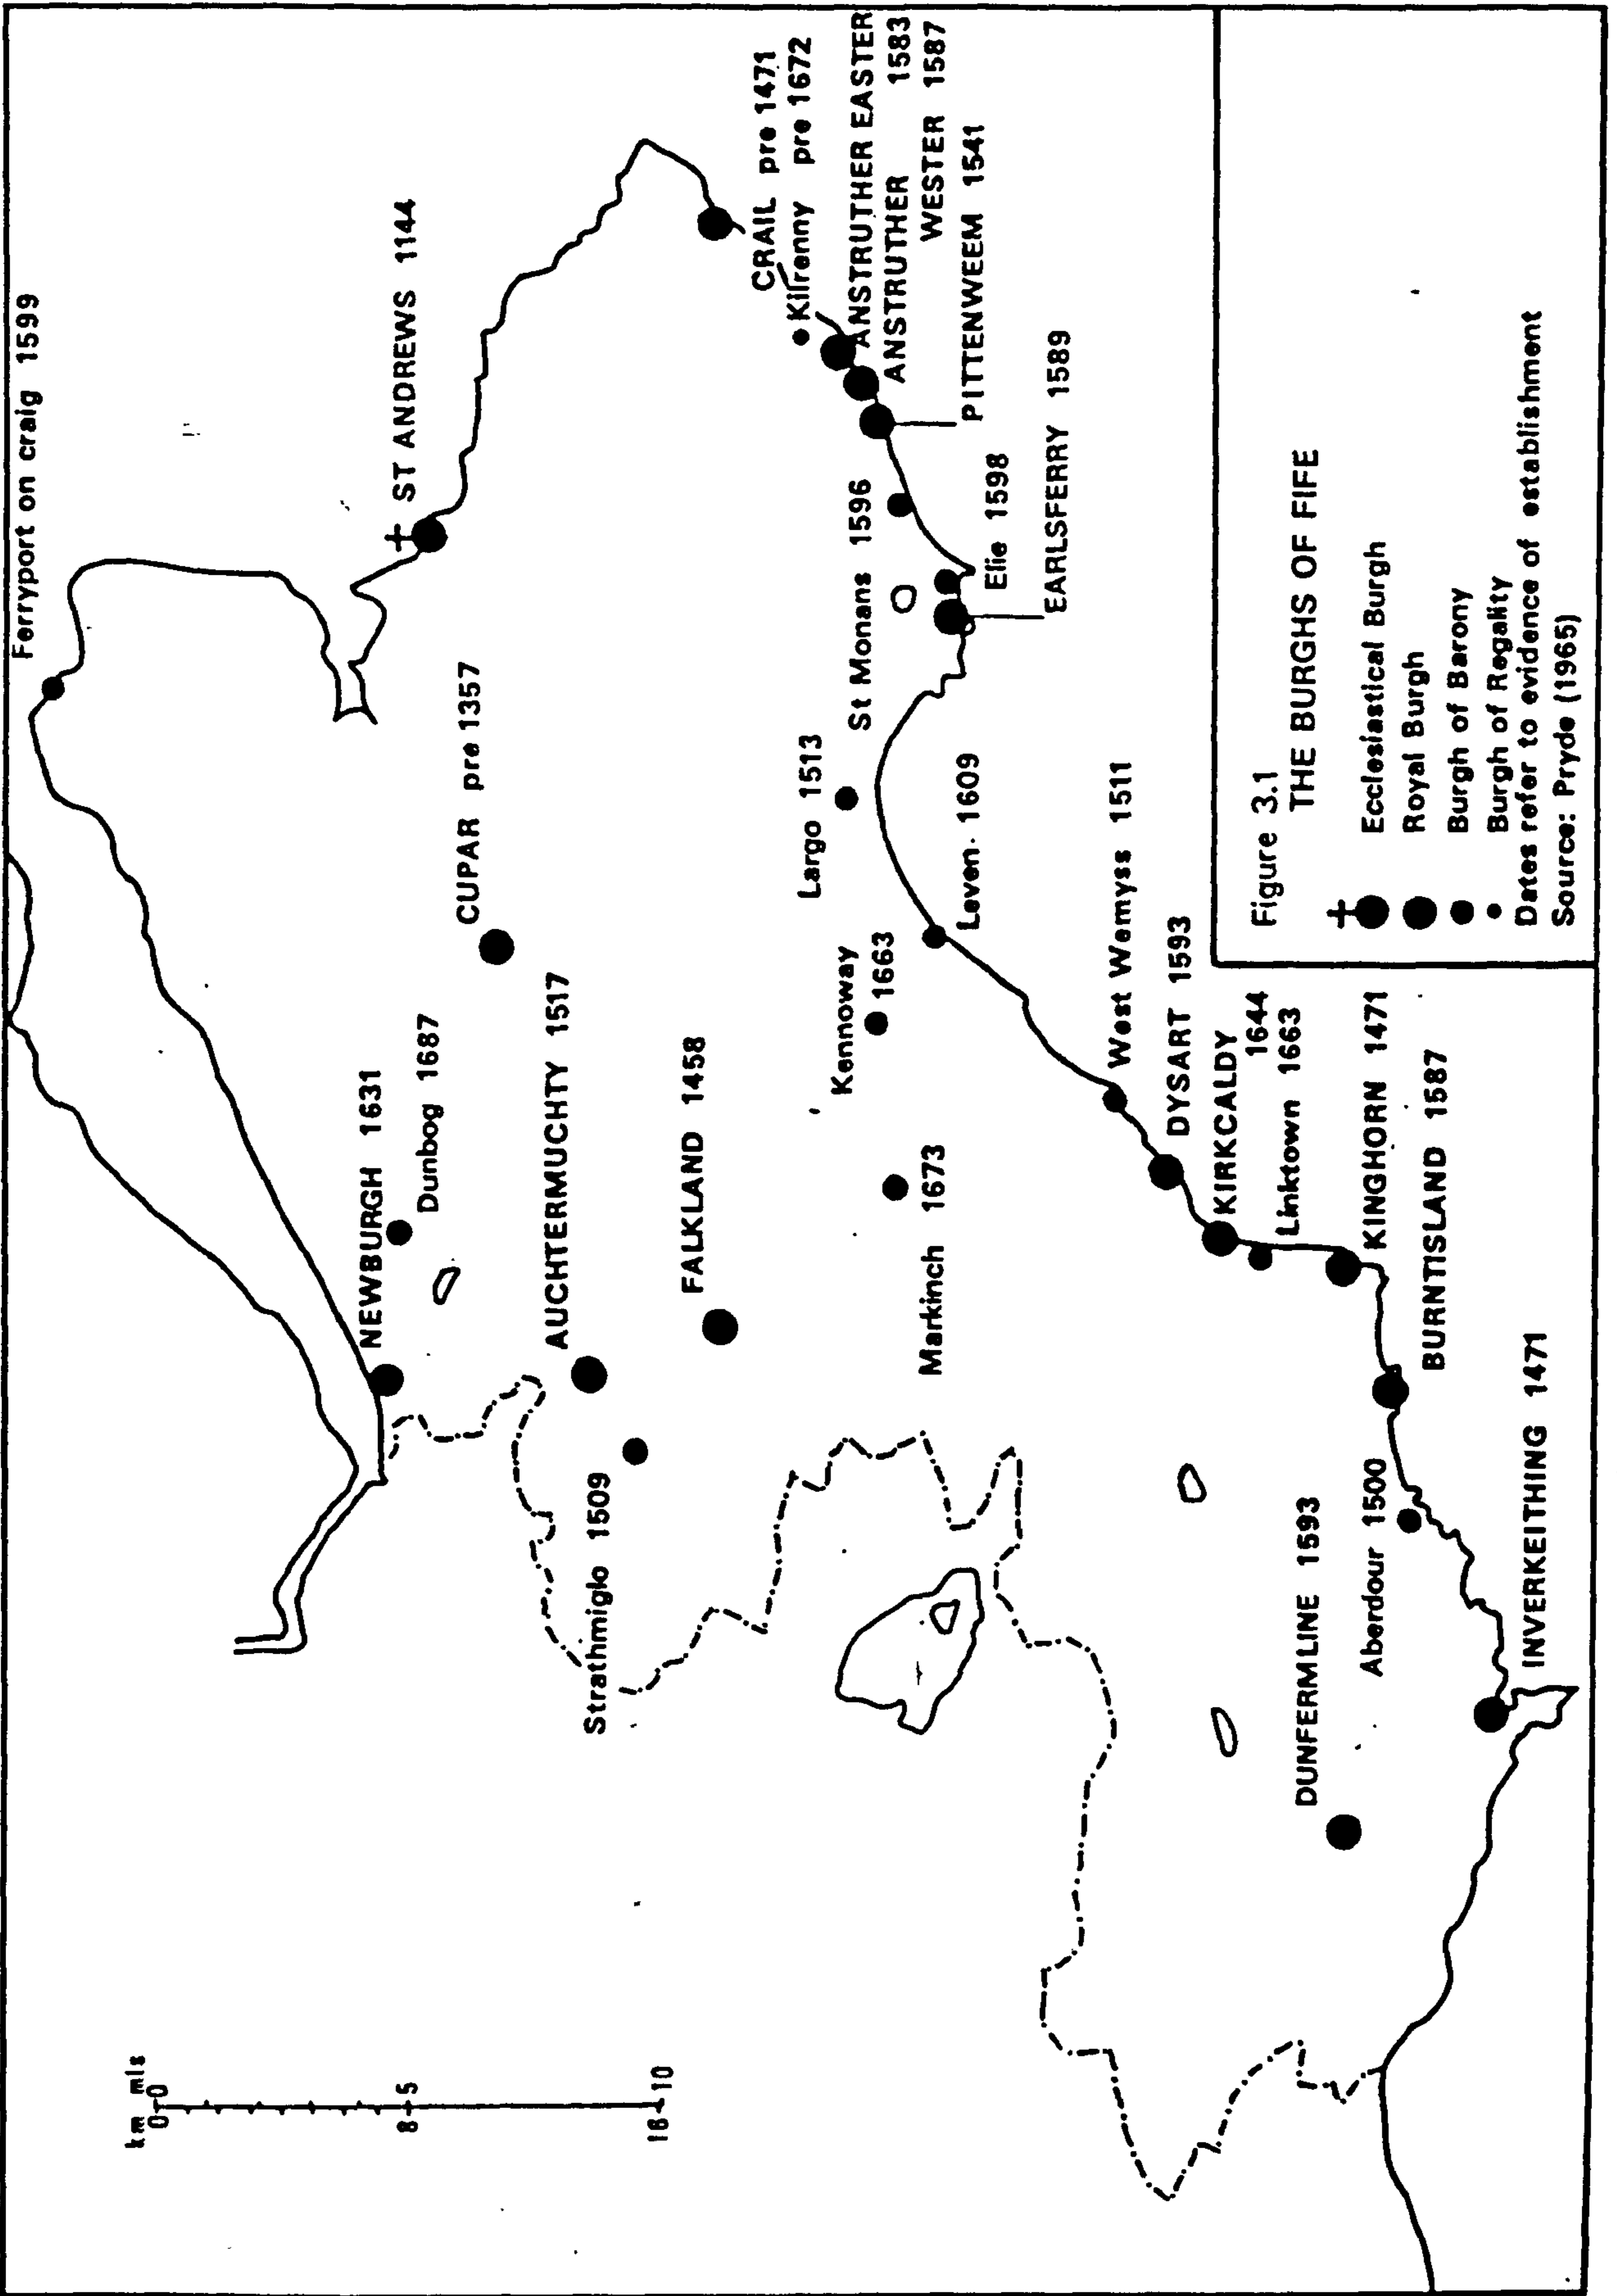 Ferryport on craig 1599
ST ANDREWS 1144
CUPAR pre 1357
NEWBURGH 1631
Dunbog 1687
AUCHTERMUCHTY 1517
FALKLAND 1458
Strathmiglo 1509
CRAIL pre 1471
Kilrenny pre 1672
ANSTRUTHER EASTER
1583
ANSTRUTHER
WESTER 1587
PITTENWEEM 1541
St Monans 1596
Elie 1598
EARLSFERRY 1589
Largo 1513
Leven 1609
Kennoway
1663
Markinch 1673
West Wemyss 1511
DYSART 1593
KIRKCALDY
1644
Linktown 1663
KINGHORN 1471
BURNTISLAND 1587
Aberdour 1500
DUNFERMLINE 1593
INVERKEITHING 1471
km mls
0 0
8 5
16 10
Figure 3.1
THE BURGHS OF FIFE
Ecclesiastical Burgh
Royal Burgh
Burgh of Barony
Burgh of Regality
Dates refer to evidence of establishment
Source: Pryde (1965)